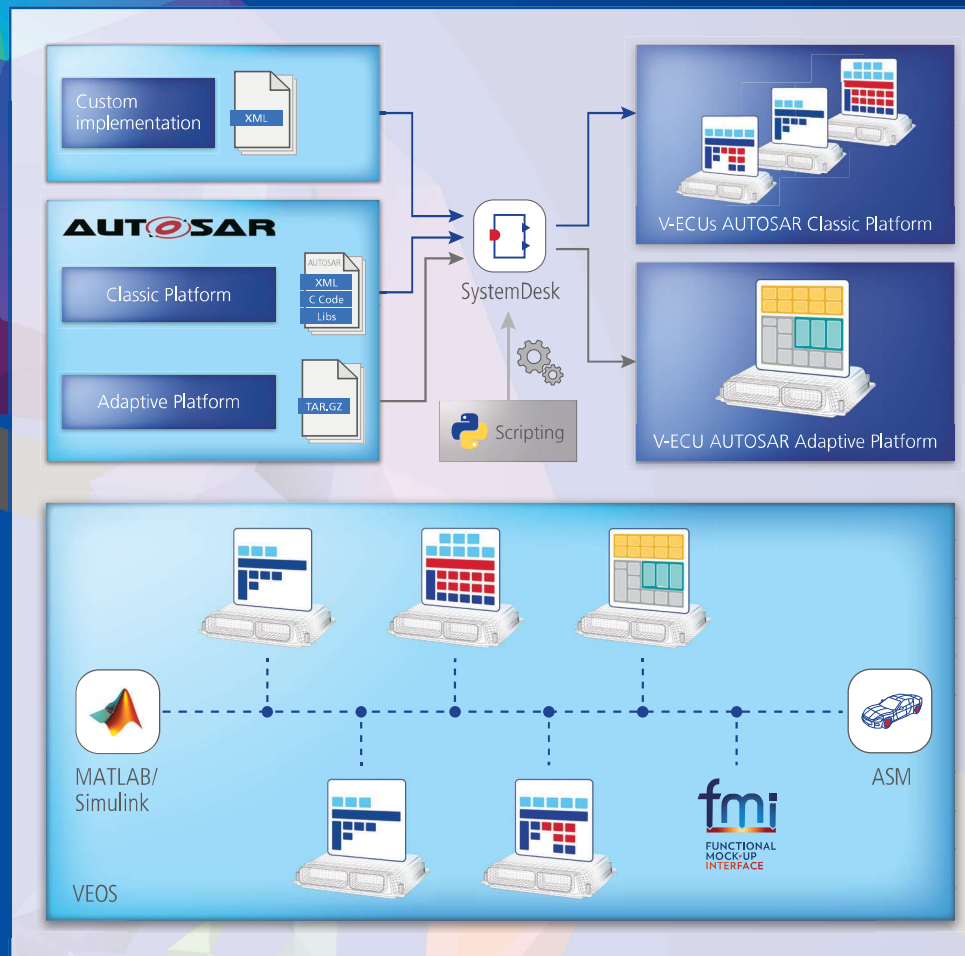 Custom
implementation
XML
AUTOSAR
Classic Platform
AUTOSAR
XML
C Code
Libs
Adaptive Platform
TAR.GZ
SystemDesk
Scripting
V-ECUs AUTOSAR Classic Platform
V-ECU AUTOSAR Adaptive Platform
MATLAB/
Simulink
ASM
fmi
FUNCTIONAL
MOCK-UP
INTERFACE
VEOS